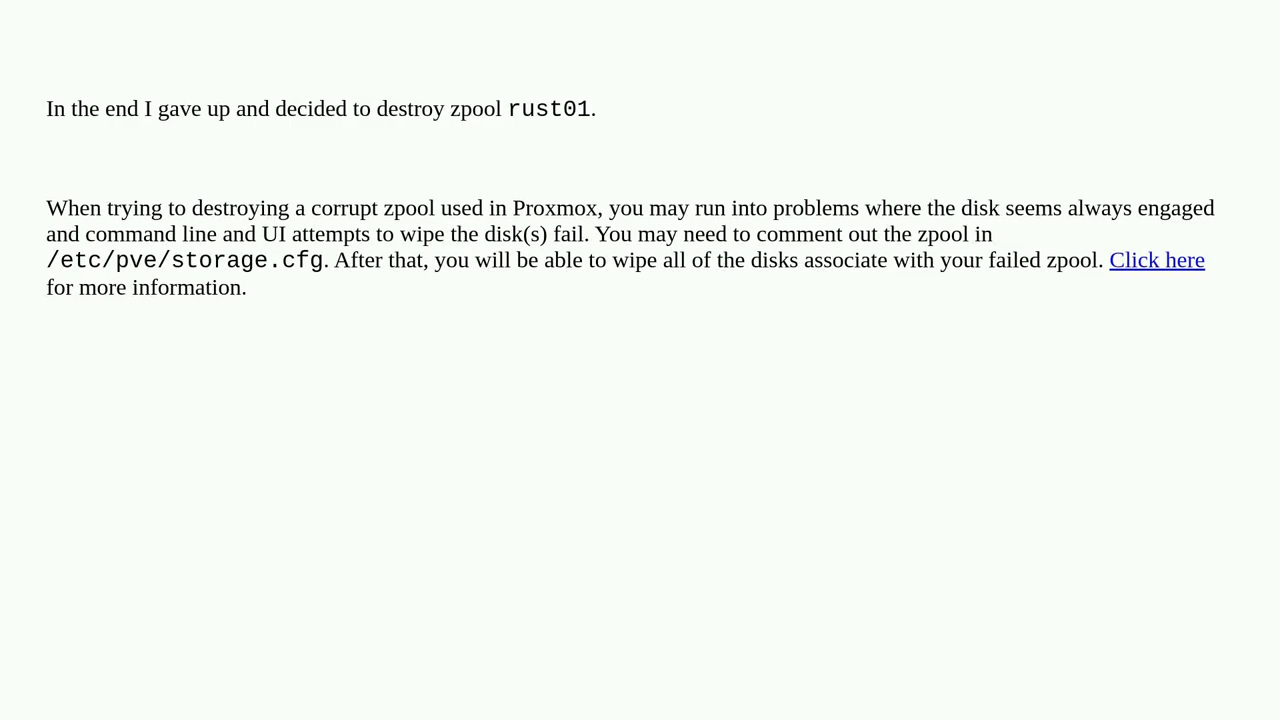 In the end I gave up and decided to destroy zpool rust01.
When trying to destroying a corrupt zpool used in Proxmox, you may run into problems where the disk seems always engaged
and command line and UI attempts to wipe the disk(s) fail. You may need to comment out the zpool in
/etc/pve/storage.cfg. After that, you will be able to wipe all of the disks associate with your failed zpool. Click here
for more information.